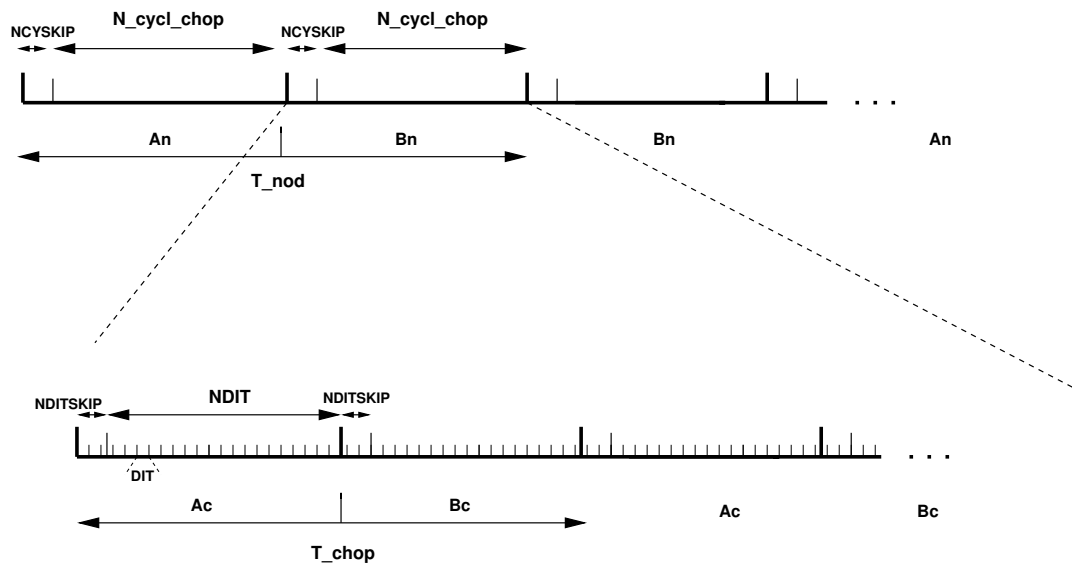 N_cycl_chop N_cycl_chop
NCYSKIP NCYSKIP
. . .
An Bn Bn An
T_nod
NDITSKIP NDIT NDITSKIP
DIT
. . .
Ac Bc Ac Bc
T_chop